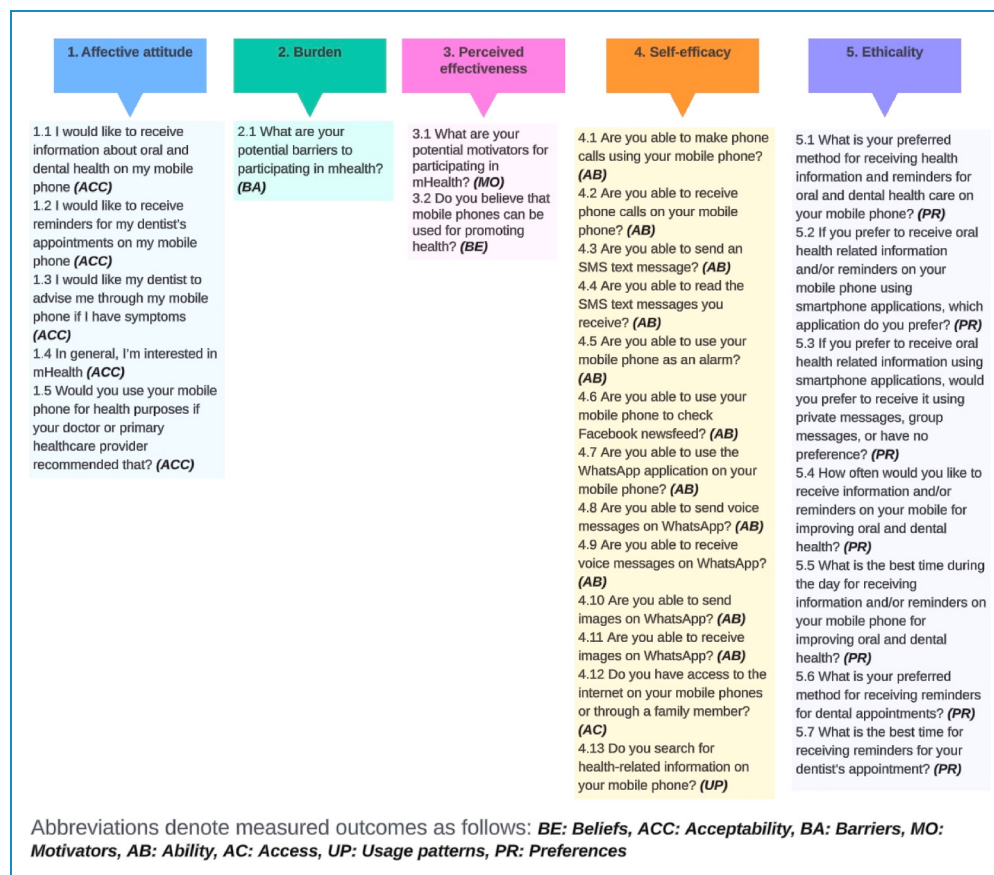 1. Affective attitude
1.1 I would like to receive
information about oral and
dental health on my mobile
phone (ACC)
1.2 I would like to receive
reminders for my dentist's
appointments on my mobile
phone (ACC)
1.3 I would like my dentist to
advise me through my mobile
phone if I have symptoms
(ACC)
1.4 In general, I'm interested in
mHealth (ACC)
1.5 Would you use your mobile
phone for health purposes if
your doctor or primary
healthcare provider
recommended that? (ACC)
2. Burden
2.1 What are your
potential barriers to
participating in mhealth?
(BA)
3. Perceived
effectiveness
3.1 What are your
potential motivators for
participating in
mHealth? (MO)
3.2 Do you believe that
mobile phones can be
used for promoting
health? (BE)
4. Self-efficacy
4.1 Are you able to make phone
calls using your mobile phone?
(AB)
4.2 Are you able to receive
phone calls on your mobile
phone? (AB)
4.3 Are you able to send an
SMS text message? (AB)
4.4 Are you able to read the
SMS text messages you
receive? (AB)
4.5 Are you able to use your
mobile phone as an alarm?
(AB)
4.6 Are you able to use your
mobile phone to check
Facebook newsfeed? (AB)
4.7 Are you able to use the
WhatsApp application on your
mobile phone? (AB)
4.8 Are you able to send voice
messages on WhatsApp? (AB)
4.9 Are you able to receive
voice messages on WhatsApp?
(AB)
4.10 Are you able to send
images on WhatsApp? (AB)
4.11 Are you able to receive
images on WhatsApp? (AB)
4.12 Do you have access to the
internet on your mobile phones
or through a family member?
(AC)
4.13 Do you search for
health-related information on
your mobile phone? (UP)
5. Ethicality
5.1 What is your preferred
method for receiving health
information and reminders for
oral and dental health care on
your mobile phone? (PR)
5.2 If you prefer to receive oral
health related information
and/or reminders on your
mobile phone using
smartphone applications, which
application do you prefer? (PR)
5.3 If you prefer to receive oral
health related information using
smartphone applications, would
you prefer to receive it using
private messages, group
messages, or have no
preference? (PR)
5.4 How often would you like to
receive information and/or
reminders on your mobile for
improving oral and dental
health? (PR)
5.5 What is the best time during
the day for receiving
information and/or reminders on
your mobile phone for
improving oral and dental
health? (PR)
5.6 What is your preferred
method for receiving reminders
for dental appointments? (PR)
5.7 What is the best time for
receiving reminders for your
dentist's appointment? (PR)
Abbreviations denote measured outcomes as follows: BE: Beliefs, ACC: Acceptability, BA: Barriers, MO:
Motivators, AB: Ability, AC: Access, UP: Usage patterns, PR: Preferences